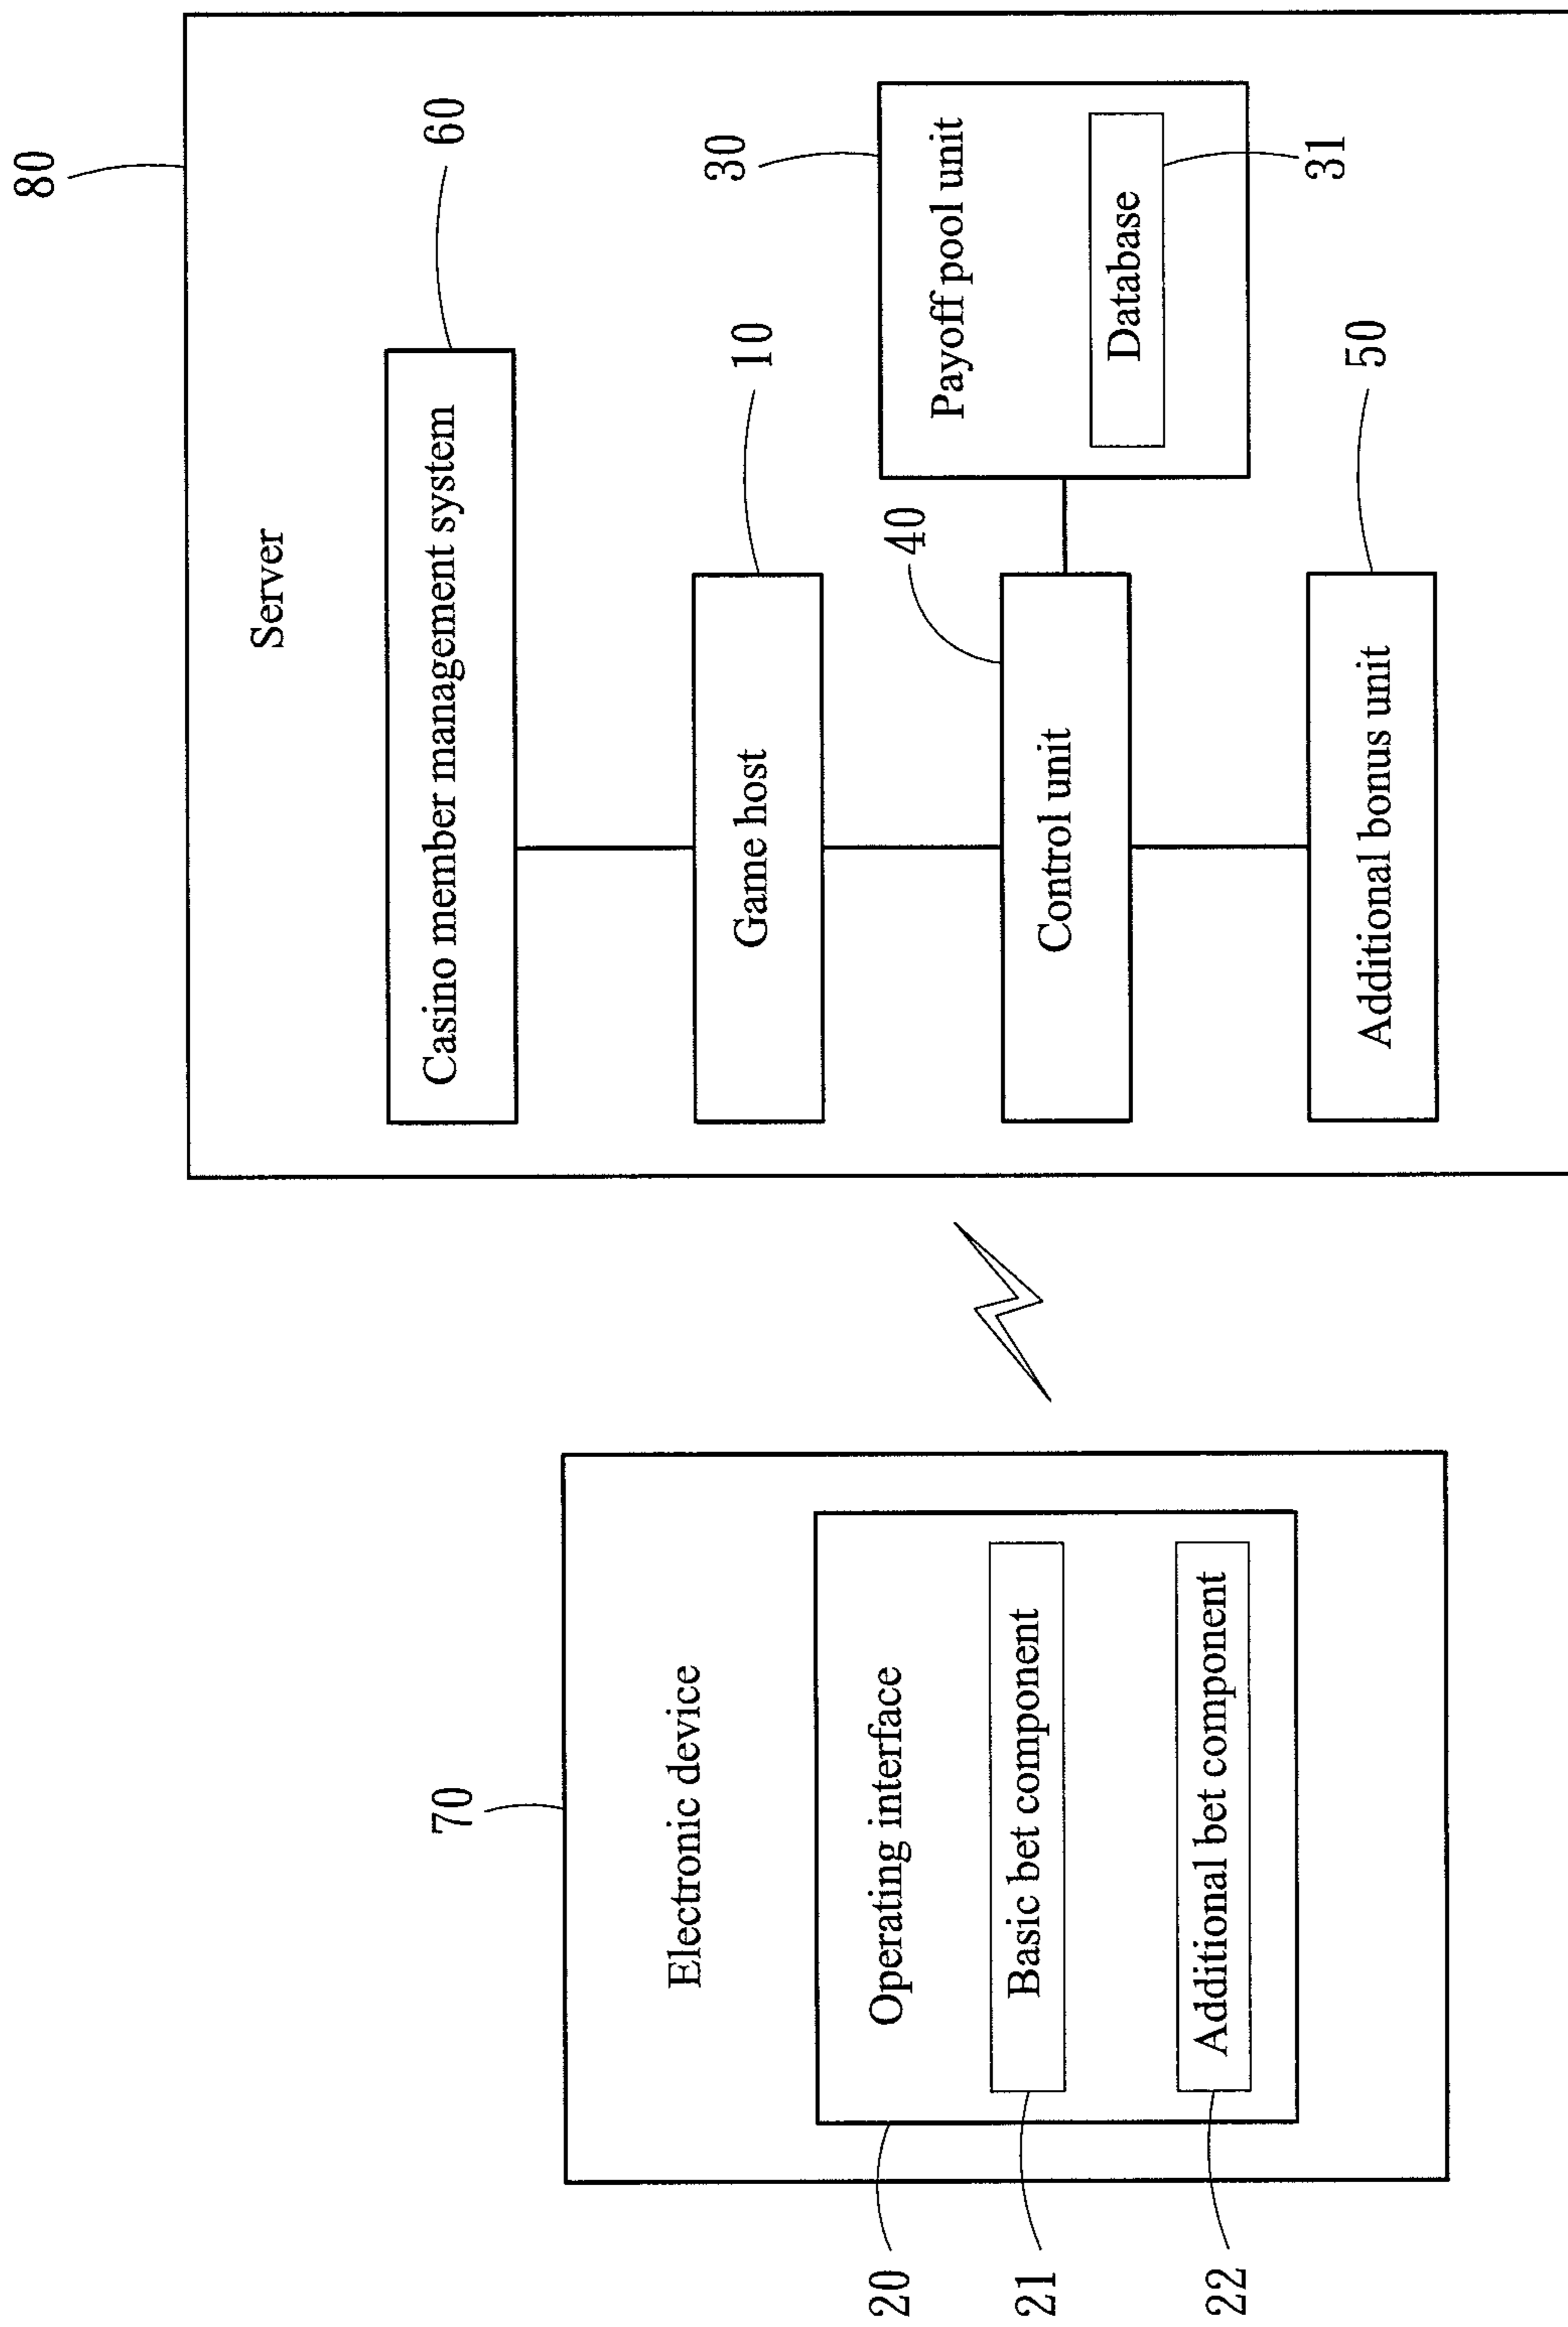 80
Server
60
Casino member management system
10
Game host
30
Payoff pool unit
Database
31
40
Control unit
50
Additional bonus unit
70
Electronic device
Operating interface
20
Basic bet component
21
Additional bet component
22